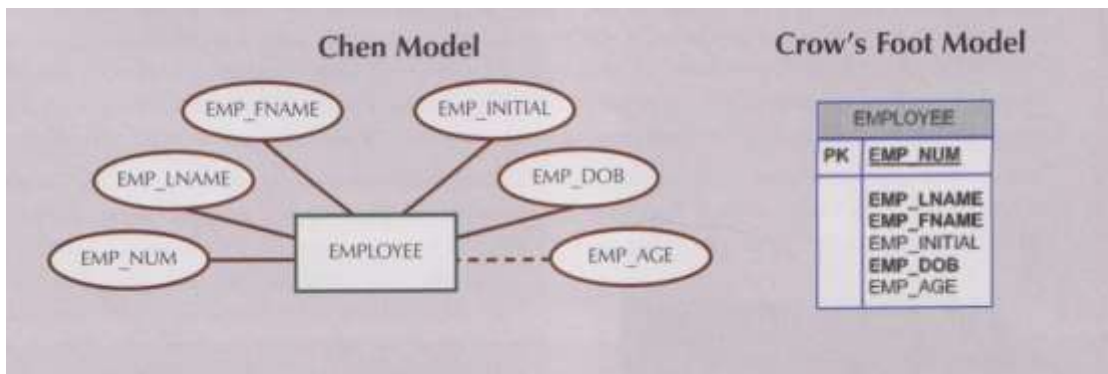 Chen Model
EMP_FNAME
EMP_INITIAL
EMP_LNAME
EMP_DOB
EMP_NUM
EMPLOYEE
EMP_AGE
Crow's Foot Model
EMPLOYEE
PK EMP_NUM
EMP_LNAME
EMP_FNAME
EMP_INITIAL
EMP_DOB
EMP_AGE